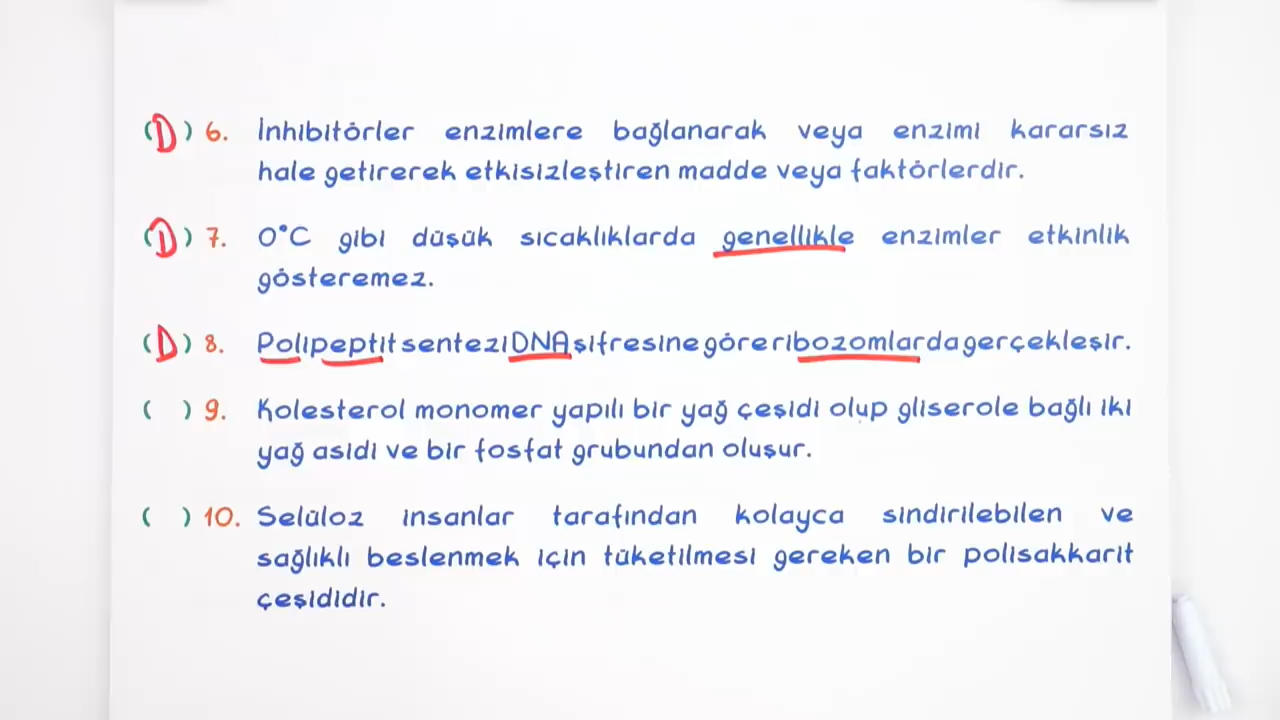 (D) 6. İnhibitörler enzimlere bağlanarak veya enzimi kararsız
hale getirerek etkisizleştiren madde veya faktörlerdir.
(D) 7. 0°C gibi düşük sıcaklıklarda genellikle enzimler etkinlik
gösteremez.
(D) 8. Polipeptit sentezi DNA şifresine göre ribozomlarda gerçekleşir.
( ) 9. Kolesterol monomer yapılı bir yağ çeşidi olup gliserole bağlı iki
yağ asidi ve bir fosfat grubundan oluşur.
( ) 10. Selüloz insanlar tarafından kolayca sindirilebilen ve
sağlıklı beslenmek için tüketilmesi gereken bir polisakkarit
çeşididir.